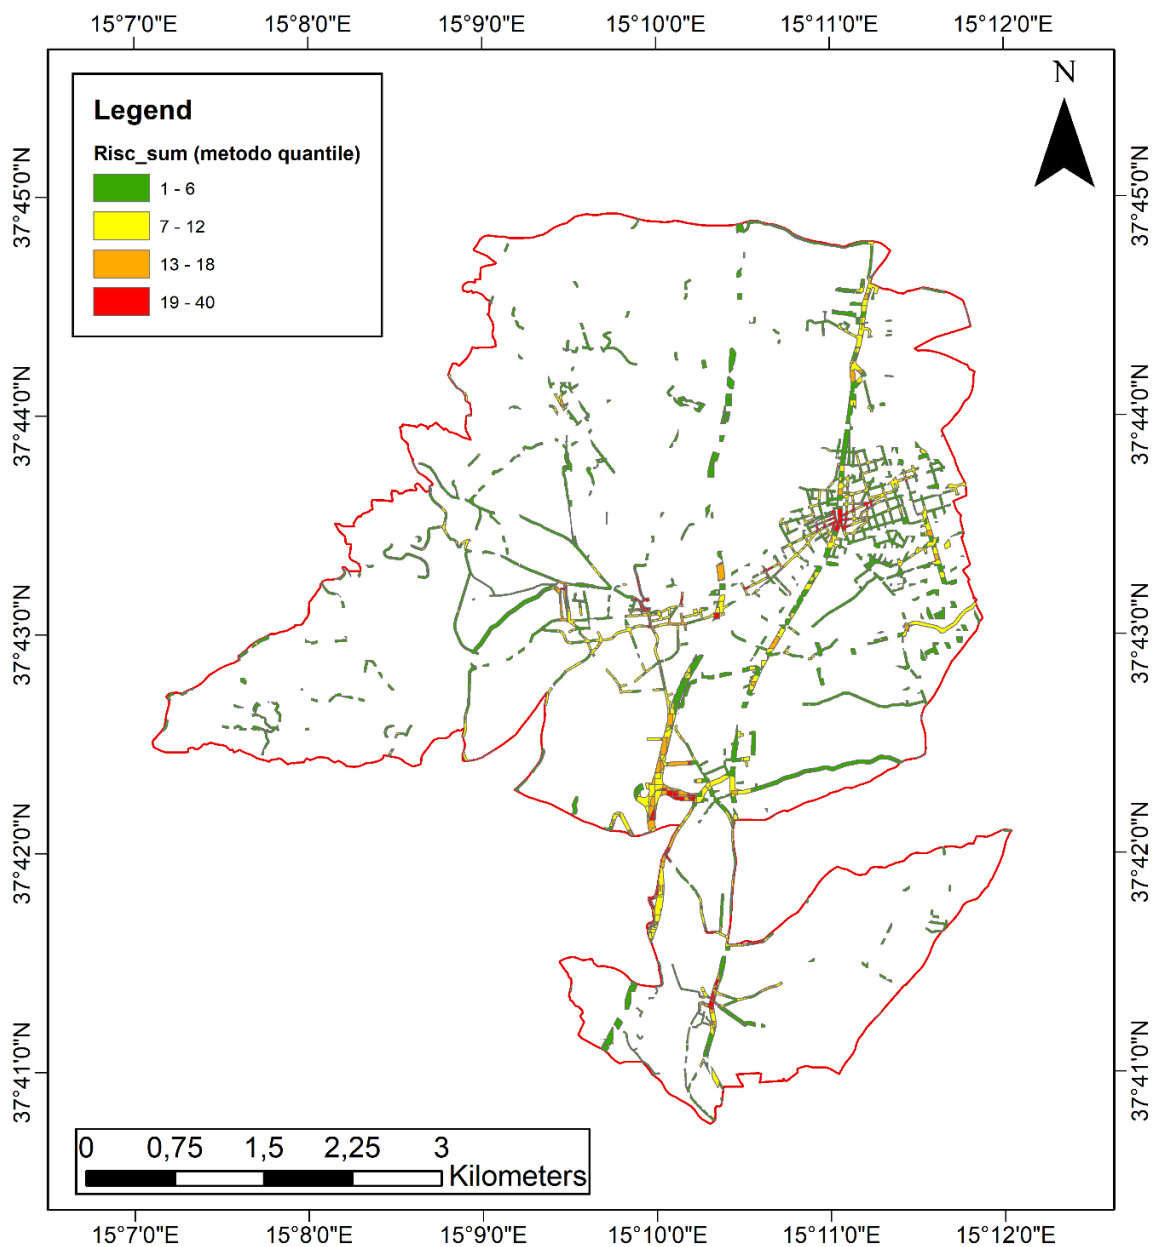 15°7'0"E 15°8'0"E 15°9'0"E 15°10'0"E 15°11'0"E 15°12'0"E
Legend
Risc_sum (metodo quantile)
1 - 6
7 - 12
13 - 18
19 - 40
N
37°45'0"N 37°45'0"N
37°44'0"N 37°44'0"N
37°43'0"N 37°43'0"N
37°42'0"N 37°42'0"N
37°41'0"N 37°41'0"N
0 0,75 1,5 2,25 3
Kilometers
15°7'0"E 15°8'0"E 15°9'0"E 15°10'0"E 15°11'0"E 15°12'0"E